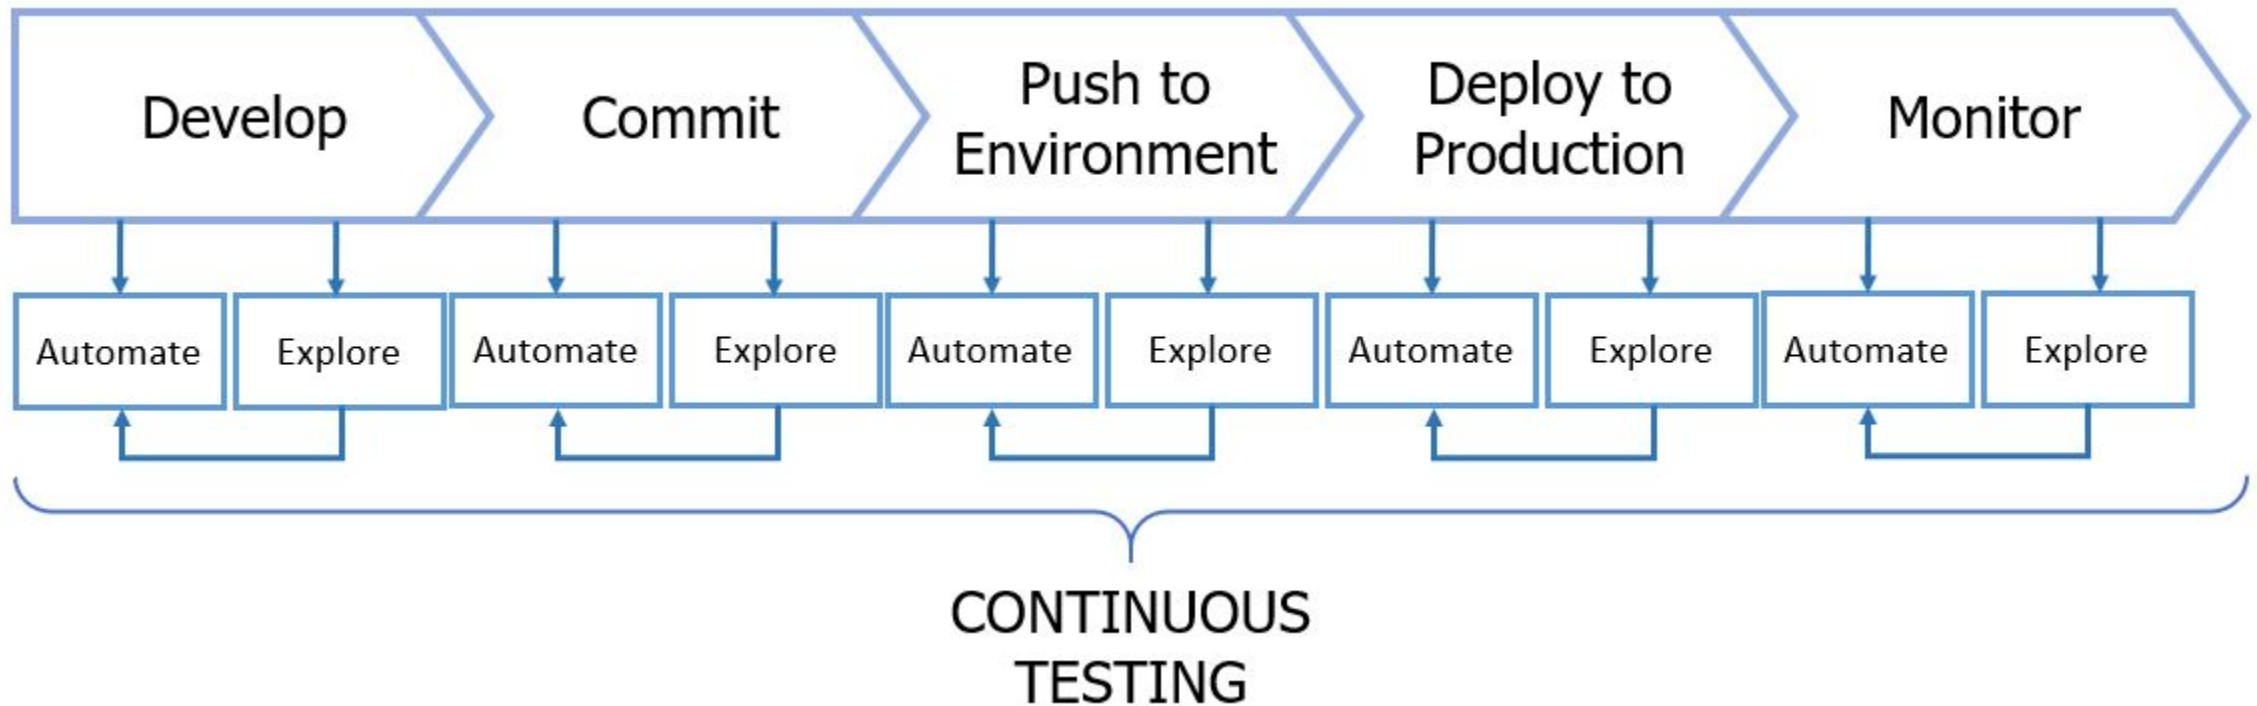 Develop
Commit
Push to
Environment
Deploy to
Production
Monitor
Automate
Explore
Automate
Explore
Automate
Explore
Automate
Explore
Automate
Explore
CONTINUOUS
TESTING